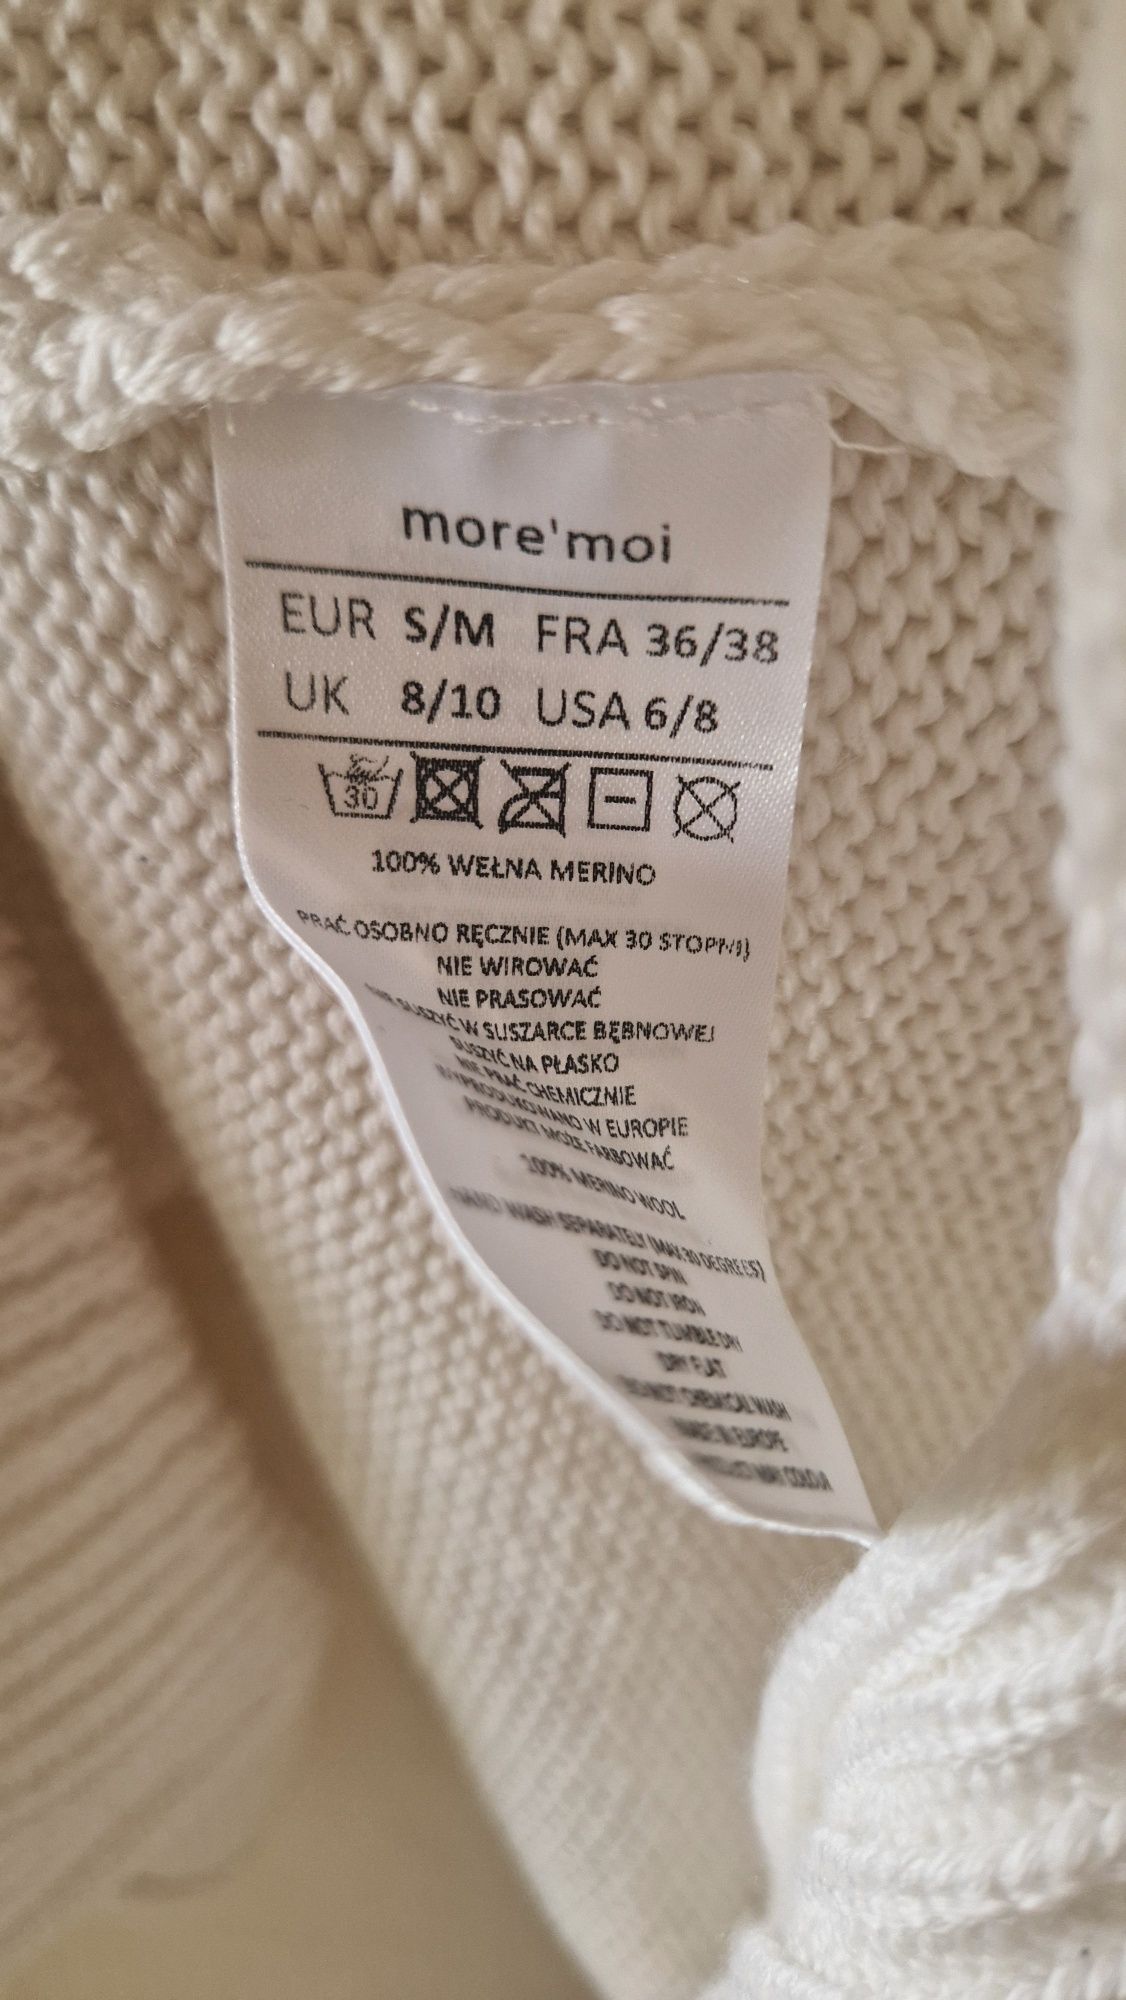 more'moi
EUR S/M FRA 36/38
UK 8/10 USA 6/8
30
100% WEŁNA MERINO
PRAĆ OSOBNO RĘCZNIE (MAX 30 STOPNI)
NIE WIROWAĆ
NIE PRASOWAĆ
NIE SUSZYĆ W SUSZARCE BĘBNOWEJ
SUSZYĆ NA PŁASKO
NIE PRAĆ CHEMICZNIE
WYPRODUKOWANO W EUROPIE
PRODUKT MOŻE FARBOWAĆ
100% MERINO WOOL
HAND WASH SEPARATELY (MAX 30 DEGREES)
DO NOT SPIN
DO NOT IRON
DO NOT TUMBLE DRY
DRY FLAT
DO NOT CHEMICAL WASH
MADE IN EUROPE
PRODUCT MAY COLOUR